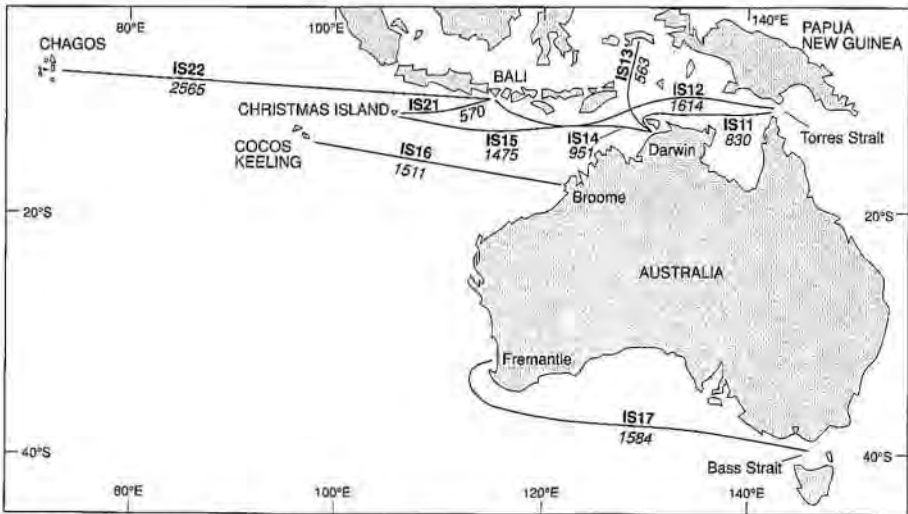 80°E
100°E
140°E
PAPUA
NEW GUINEA
CHAGOS
IS22
2565
BALI
IS13
563
IS12
1614
CHRISTMAS ISLAND
IS21
570
IS15
1475
IS14
951
IS11
830
Torres Strait
COCOS
KEELING
IS16
1511
Darwin
Broome
20°S
20°S
AUSTRALIA
Fremantle
IS17
1584
40°S
40°S
Bass Strait
80°E
100°E
120°E
140°E